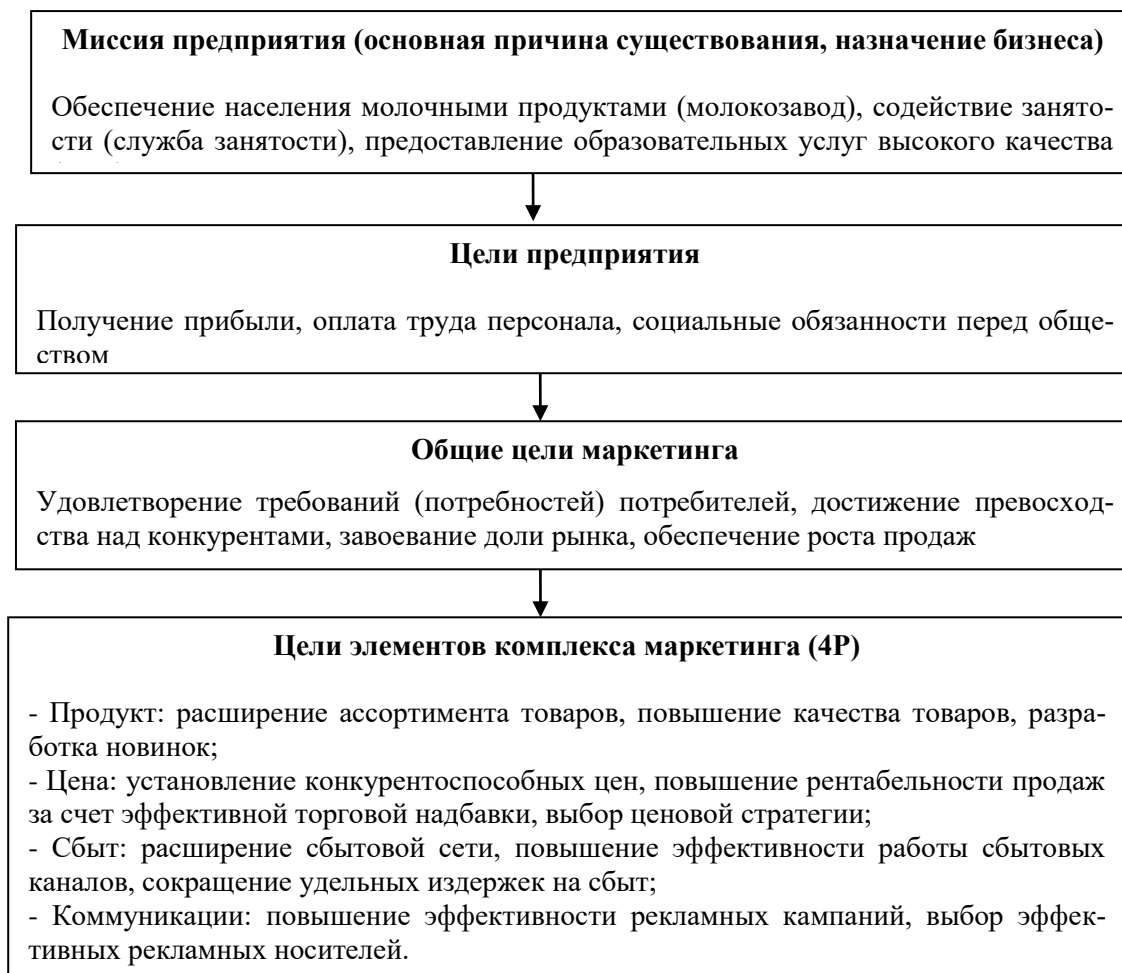 Миссия предприятия (основная причина существования, назначение бизнеса)
Обеспечение населения молочными продуктами (молокозавод), содействие занято-
сти (служба занятости), предоставление образовательных услуг высокого качества
Цели предприятия
Получение прибыли, оплата труда персонала, социальные обязанности перед обще-
ством
Общие цели маркетинга
Удовлетворение требований (потребностей) потребителей, достижение превосход-
ства над конкурентами, завоевание доли рынка, обеспечение роста продаж
Цели элементов комплекса маркетинга (4Р)
- Продукт: расширение ассортимента товаров, повышение качества товаров, разра-
ботка новинок;
- Цена: установление конкурентоспособных цен, повышение рентабельности продаж
за счет эффективной торговой надбавки, выбор ценовой стратегии;
- Сбыт: расширение сбытовой сети, повышение эффективности работы сбытовых
каналов, сокращение удельных издержек на сбыт;
- Коммуникации: повышение эффективности рекламных кампаний, выбор эффек-
тивных рекламных носителей.